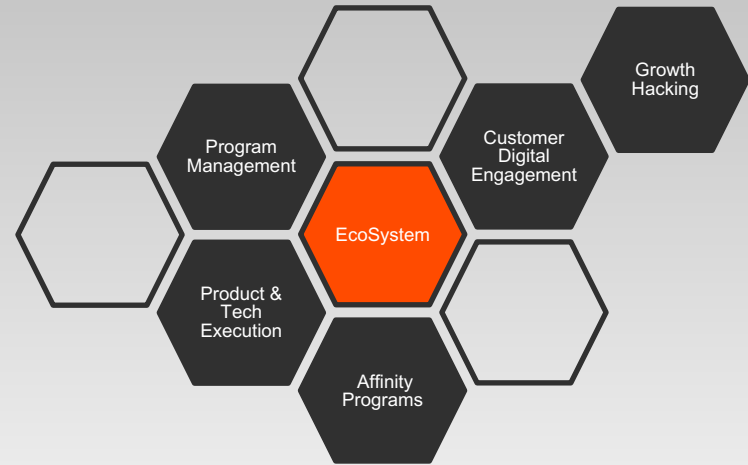 Growth
Hacking
Program
Management
Customer
Digital
Engagement
EcoSystem
Product &
Tech
Execution
Affinity
Programs